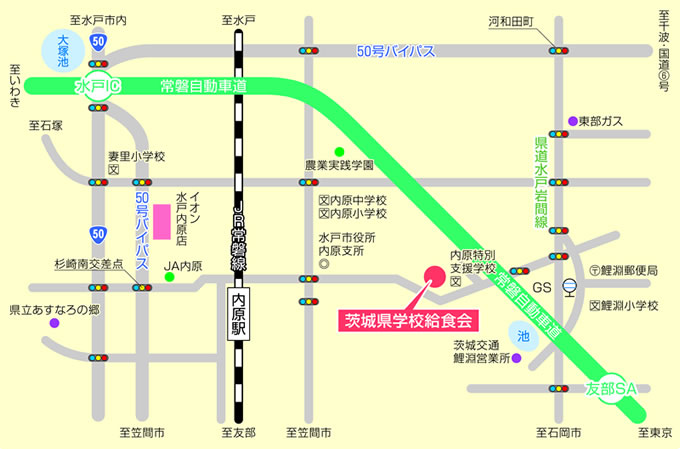 至水戸市内
至水戸
河和田町
至千波・国道⑥号
大塚池
50
50号バイパス
至いわき
水戸IC
常磐自動車道
東部ガス
至石塚
県道水戸岩間線
妻里小学校
文
農業実践学園
イオン
水戸内原店
50号バイパス
JR常磐線
文内原中学校
文内原小学校
50
水戸市役所
内原支所
◎
内原特別
支援学校
文
杉崎南交差点
JA内原
〒鯉淵郵便局
GS
常磐自動車道
内原駅
茨城県学校給食会
文鯉淵小学校
県立あすなろの郷
池
茨城交通
鯉淵営業所
友部SA
至笠間市
至友部
至笠間市
至石岡市
至東京